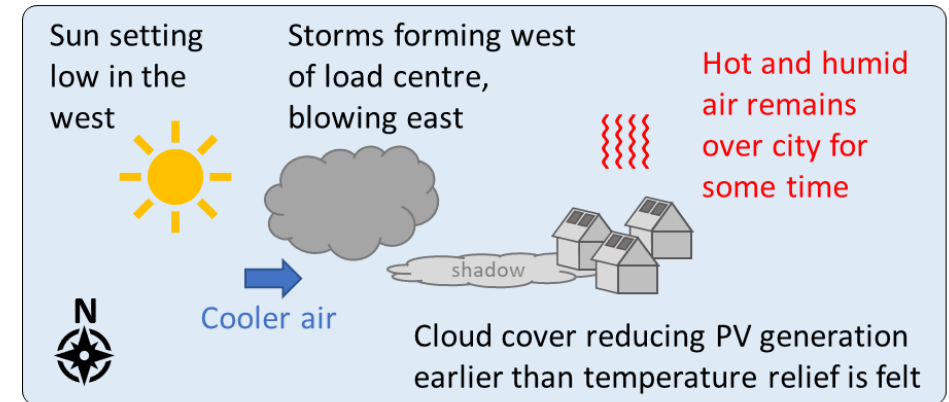 Sun setting
low in the
west
Storms forming west
of load centre,
blowing east
Hot and humid
air remains
over city for
some time
shadow
Cooler air
N
Cloud cover reducing PV generation
earlier than temperature relief is felt